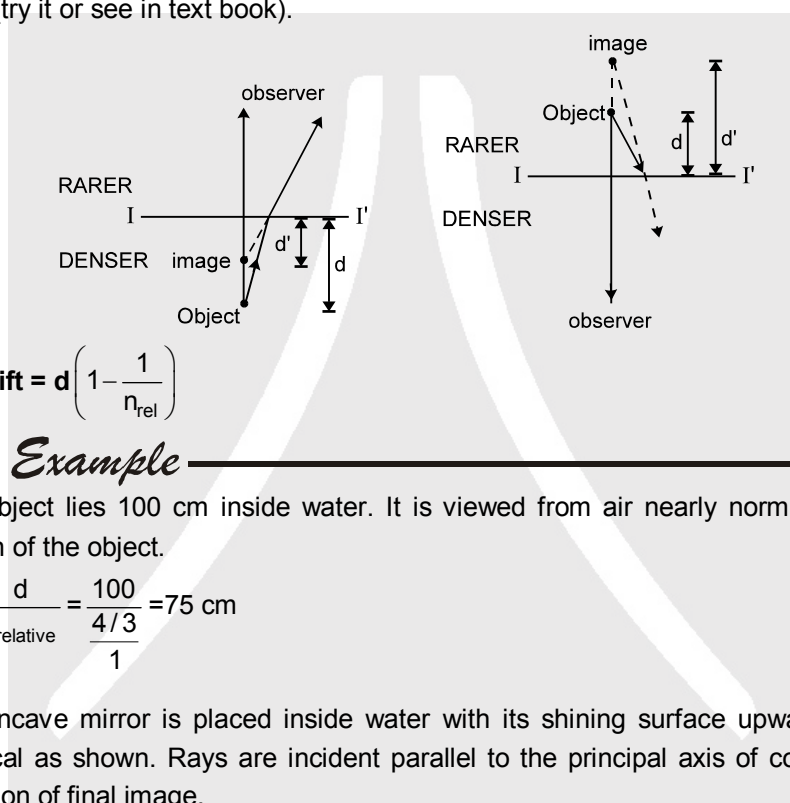 try it or see in text book).
image
observer
Object
d
d'
RARER
RARER
I
I'
I
I'
DENSER
d'
DENSER
image
d
Object
observer
ift = d(1 − 1/n_rel)
Example
bject lies 100 cm inside water. It is viewed from air nearly norm
of the object.
d/relative = 100/((4/3)/1) =75 cm
ncave mirror is placed inside water with its shining surface upwa
cal as shown. Rays are incident parallel to the principal axis of co
on of final image.